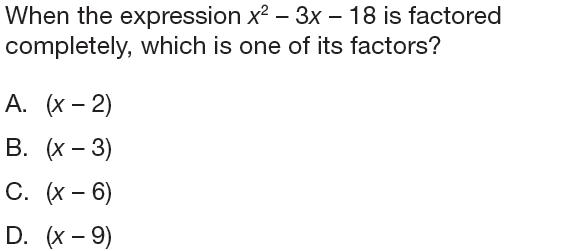 When the expression x² – 3x – 18 is factored
completely, which is one of its factors?
A. (x – 2)
B. (x – 3)
C. (x – 6)
D. (x – 9)